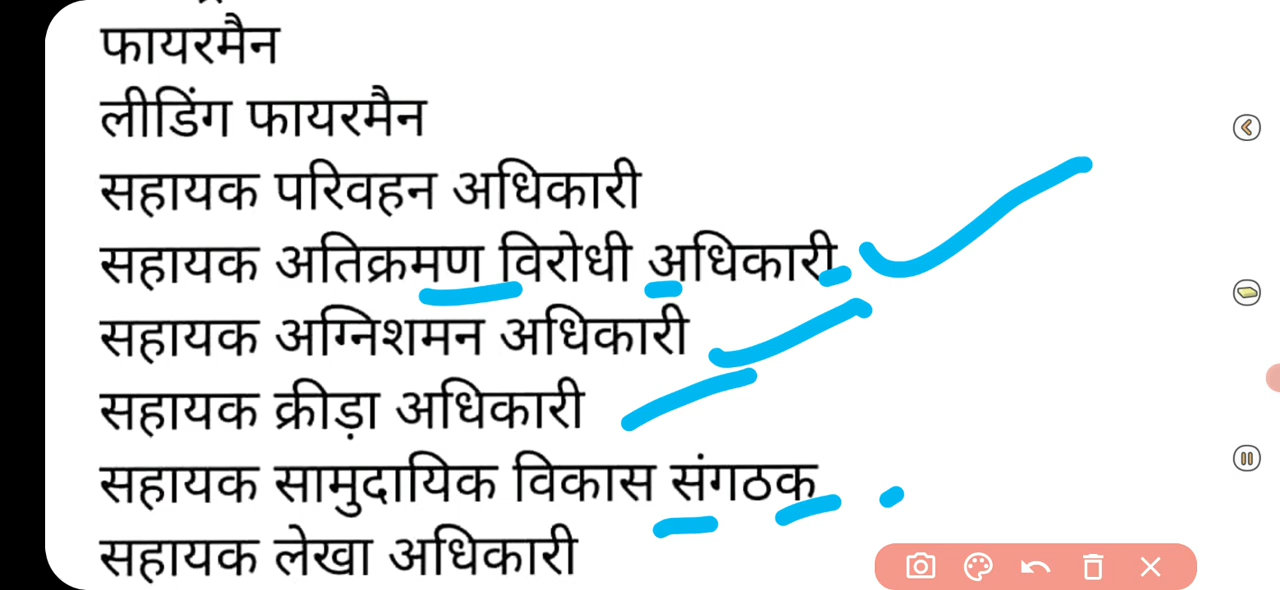 फायरमैन
लीडिंग फायरमैन
सहायक परिवहन अधिकारी
सहायक अतिक्रमण विरोधी अधिकारी
सहायक अग्निशमन अधिकारी
सहायक क्रीड़ा अधिकारी
सहायक सामुदायिक विकास संगठक
सहायक लेखा अधिकारी